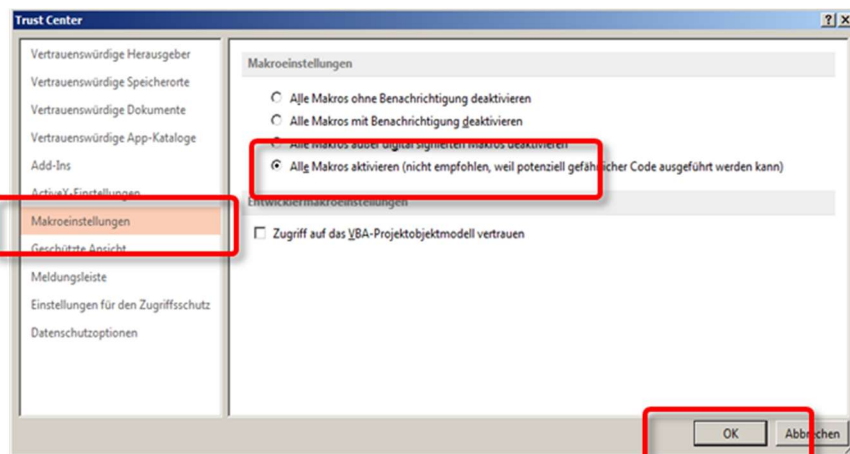 Trust Center
Vertrauenswürdige Herausgeber
Vertrauenswürdige Speicherorte
Vertrauenswürdige Dokumente
Vertrauenswürdige App-Kataloge
Add-Ins
ActiveX-Einstellungen
Makroeinstellungen
Geschützte Ansicht
Meldungsleiste
Einstellungen für den Zugriffsschutz
Datenschutzoptionen
Makroeinstellungen
Alle Makros ohne Benachrichtigung deaktivieren
Alle Makros mit Benachrichtigung deaktivieren
Alle Makros außer digital signierten Makros deaktivieren
Alle Makros aktivieren (nicht empfohlen, weil potenziell gefährlicher Code ausgeführt werden kann)
Entwicklermakroeinstellungen
Zugriff auf das VBA-Projektobjektmodell vertrauen
OK
Abbrechen